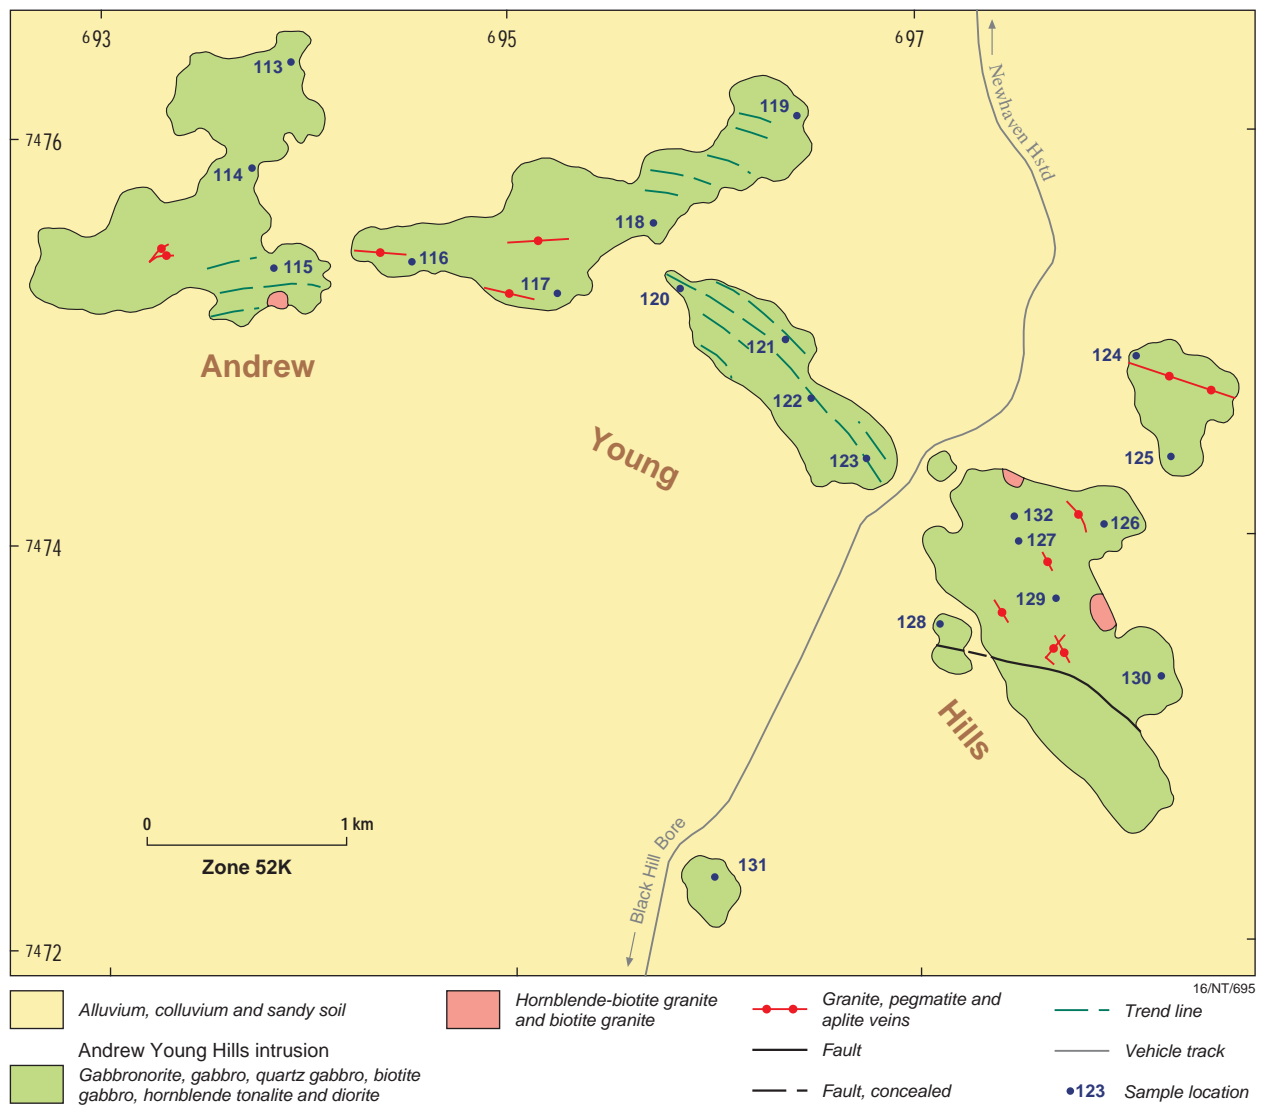 693
695
697
7476
7474
7472
113
114
115
116
117
118
119
120
121
122
123
124
125
126
132
127
129
128
130
131
Newhaven Hstd
Black Hill Bore
Andrew
Young
Hills
0 1 km
Zone 52K
16/NT/695
Alluvium, colluvium and sandy soil
Andrew Young Hills intrusion
Gabbronorite, gabbro, quartz gabbro, biotite
gabbro, hornblende tonalite and diorite
Hornblende-biotite granite
and biotite granite
Granite, pegmatite and
aplite veins
Fault
Fault, concealed
Trend line
Vehicle track
123 Sample location